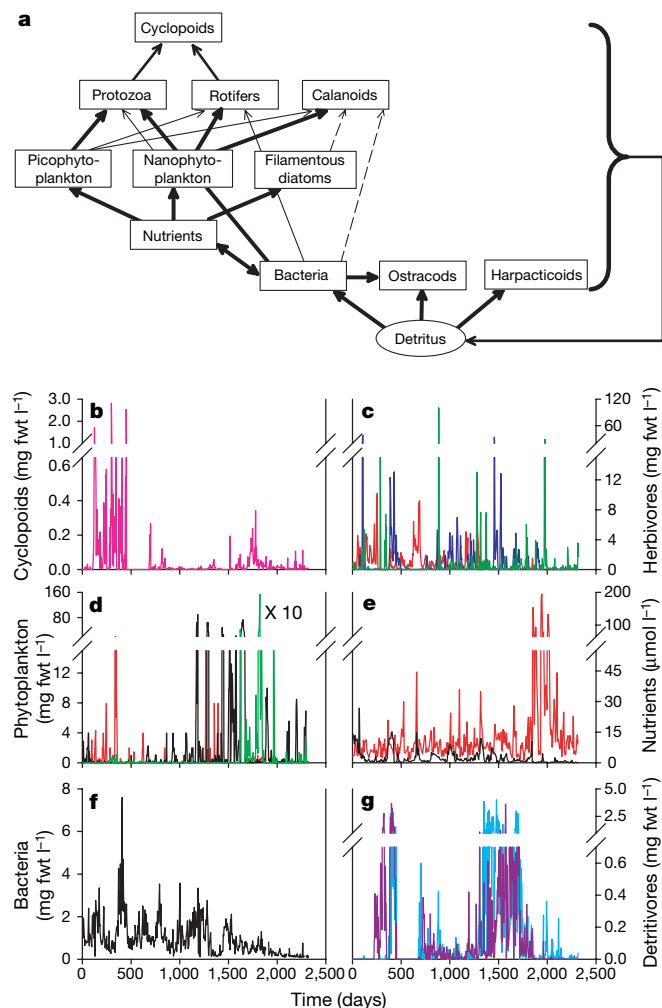 a
Cyclopoids
Protozoa
Rotifers
Calanoids
Picophyto-
plankton
Nanophyto-
plankton
Filamentous
diatoms
Nutrients
Bacteria
Ostracods
Harpacticoids
Detritus
b
Cyclopoids (mg fwt l⁻¹)
3.0
2.0
1.0
0.6
0.4
0.2
0.0
c
Herbivores (mg fwt l⁻¹)
120
60
12
8
4
0
d
X 10
Phytoplankton
(mg fwt l⁻¹)
160
80
12
8
4
0
e
Nutrients (μmol l⁻¹)
200
100
45
30
15
0
f
Bacteria
(mg fwt l⁻¹)
8
6
4
2
0
0 500 1,000 1,500 2,000 2,500
g
Detritivores (mg fwt l⁻¹)
5.0
2.5
0.6
0.4
0.2
0.0
0 500 1,000 1,500 2,000 2,500
Time (days)